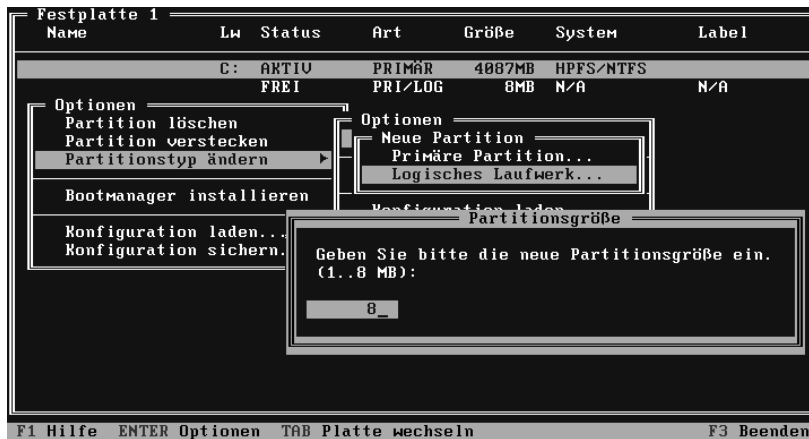 Festplatte 1
Name Lw Status Art Größe System Label
C: AKTIV PRIMÄR 4087MB HPFS/NTFS
FREI PRI/LOG 8MB N/A N/A
Optionen
Partition löschen
Partition verstecken
Partitionstyp ändern
Bootmanager installieren
Konfiguration laden..
Konfiguration sichern.
Optionen
Neue Partition
Primäre Partition...
Logisches Laufwerk...
Konfiguration laden
Partitionsgröße
Geben Sie bitte die neue Partitionsgröße ein.
(1..8 MB):
8_
F1 Hilfe ENTER Optionen TAB Platte wechseln F3 Beenden